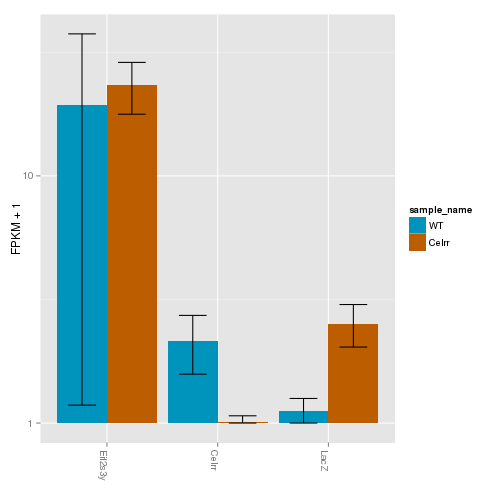 FPKM + 1
10
1
Eif2s3y
Celrr
LacZ
sample_name
WT
Celrr